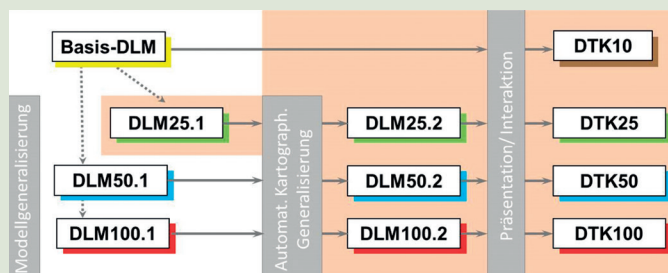 Basis-DLM
DTK10
DLM25.1
DLM25.2
DTK25
DLM50.1
DLM50.2
DTK50
DLM100.1
DLM100.2
DTK100
Modellgeneralisierung
Automat. Kartograph.
Generalisierung
Präsentation/ Interaktion